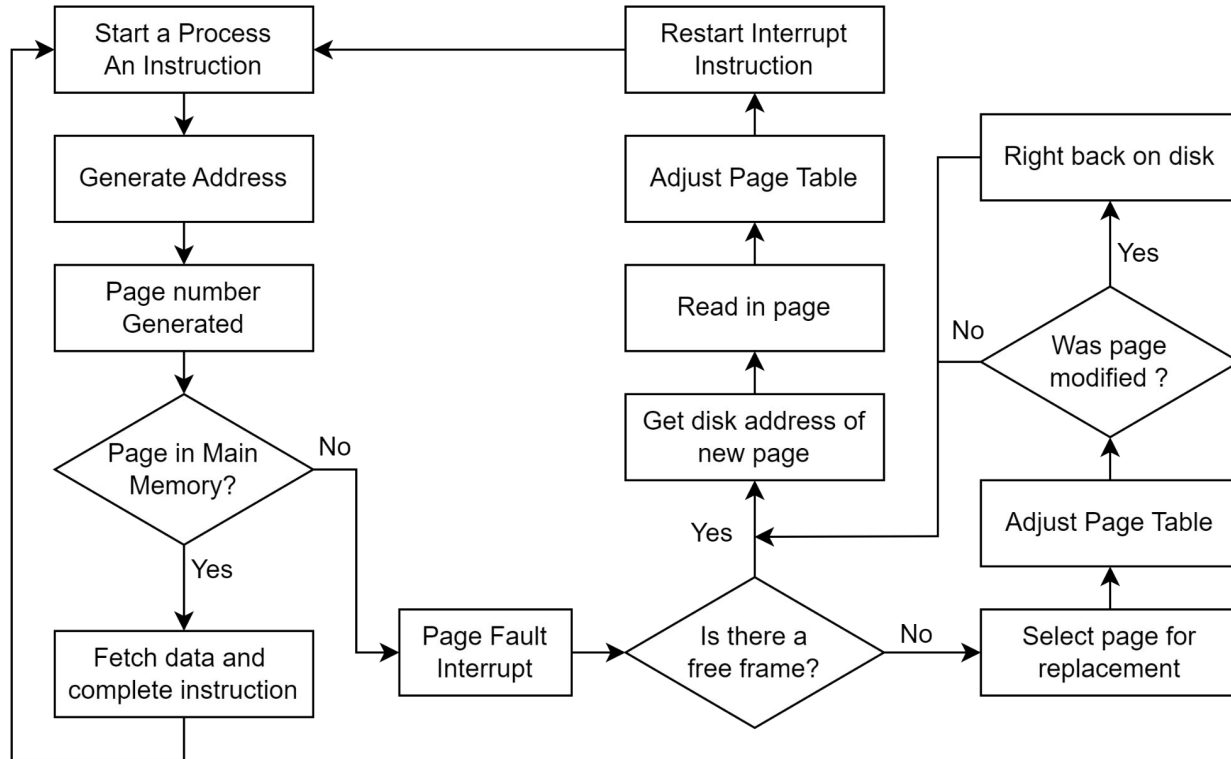 Start a Process
An Instruction
Generate Address
Page number
Generated
Page in Main
Memory?
No
Yes
Fetch data and
complete instruction
Page Fault
Interrupt
Is there a
free frame?
Yes
No
Get disk address of
new page
Read in page
Adjust Page Table
Restart Interrupt
Instruction
Select page for
replacement
Adjust Page Table
Was page
modified ?
No
Yes
Right back on disk